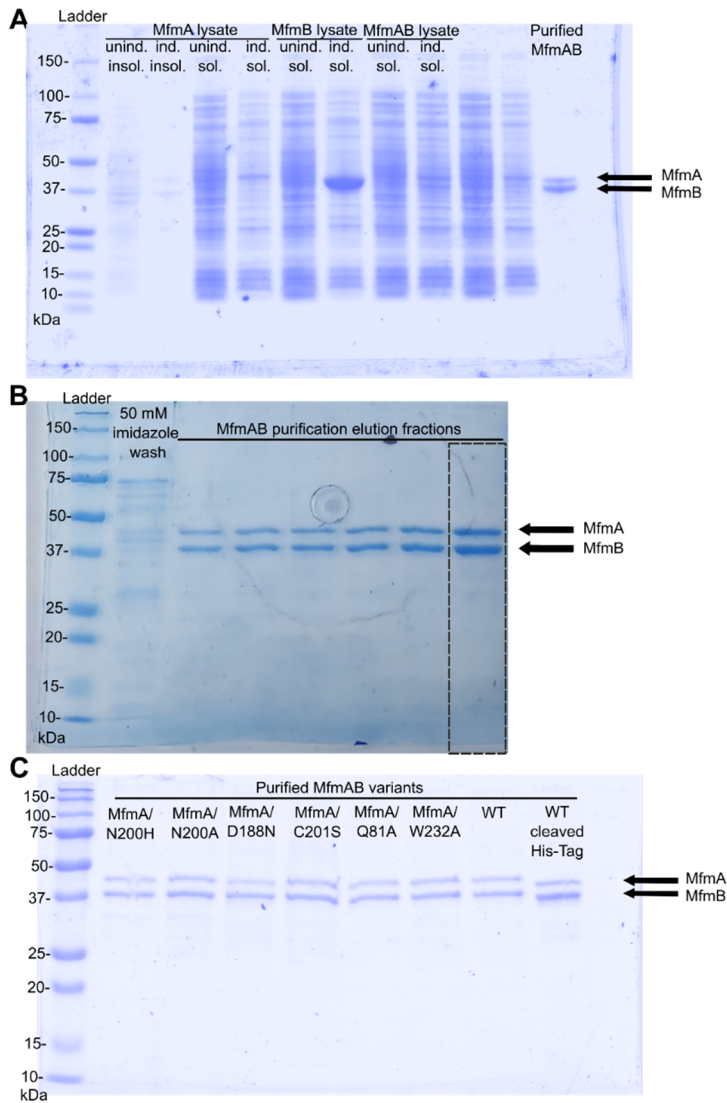 A
Ladder
MfmA lysate
MfmB lysate
MfmAB lysate
Purified
MfmAB
unind.
insol.
ind.
insol.
unind.
sol.
ind.
sol.
unind.
sol.
ind.
sol.
unind.
sol.
ind.
sol.
150-
100-
75-
50-
37-
25-
20-
15-
10-
kDa
MfmA
MfmB
B
Ladder
50 mM
imidazole
wash
MfmAB purification elution fractions
150-
100-
75-
50-
37-
25-
20-
15-
10-
kDa
MfmA
MfmB
C
Ladder
Purified MfmAB variants
MfmA/
N200H
MfmA/
N200A
MfmA/
D188N
MfmA/
C201S
MfmA/
Q81A
MfmA/
W232A
WT
WT
cleaved
His-Tag
150-
100-
75-
50-
37-
25-
20-
15-
10-
kDa
MfmA
MfmB